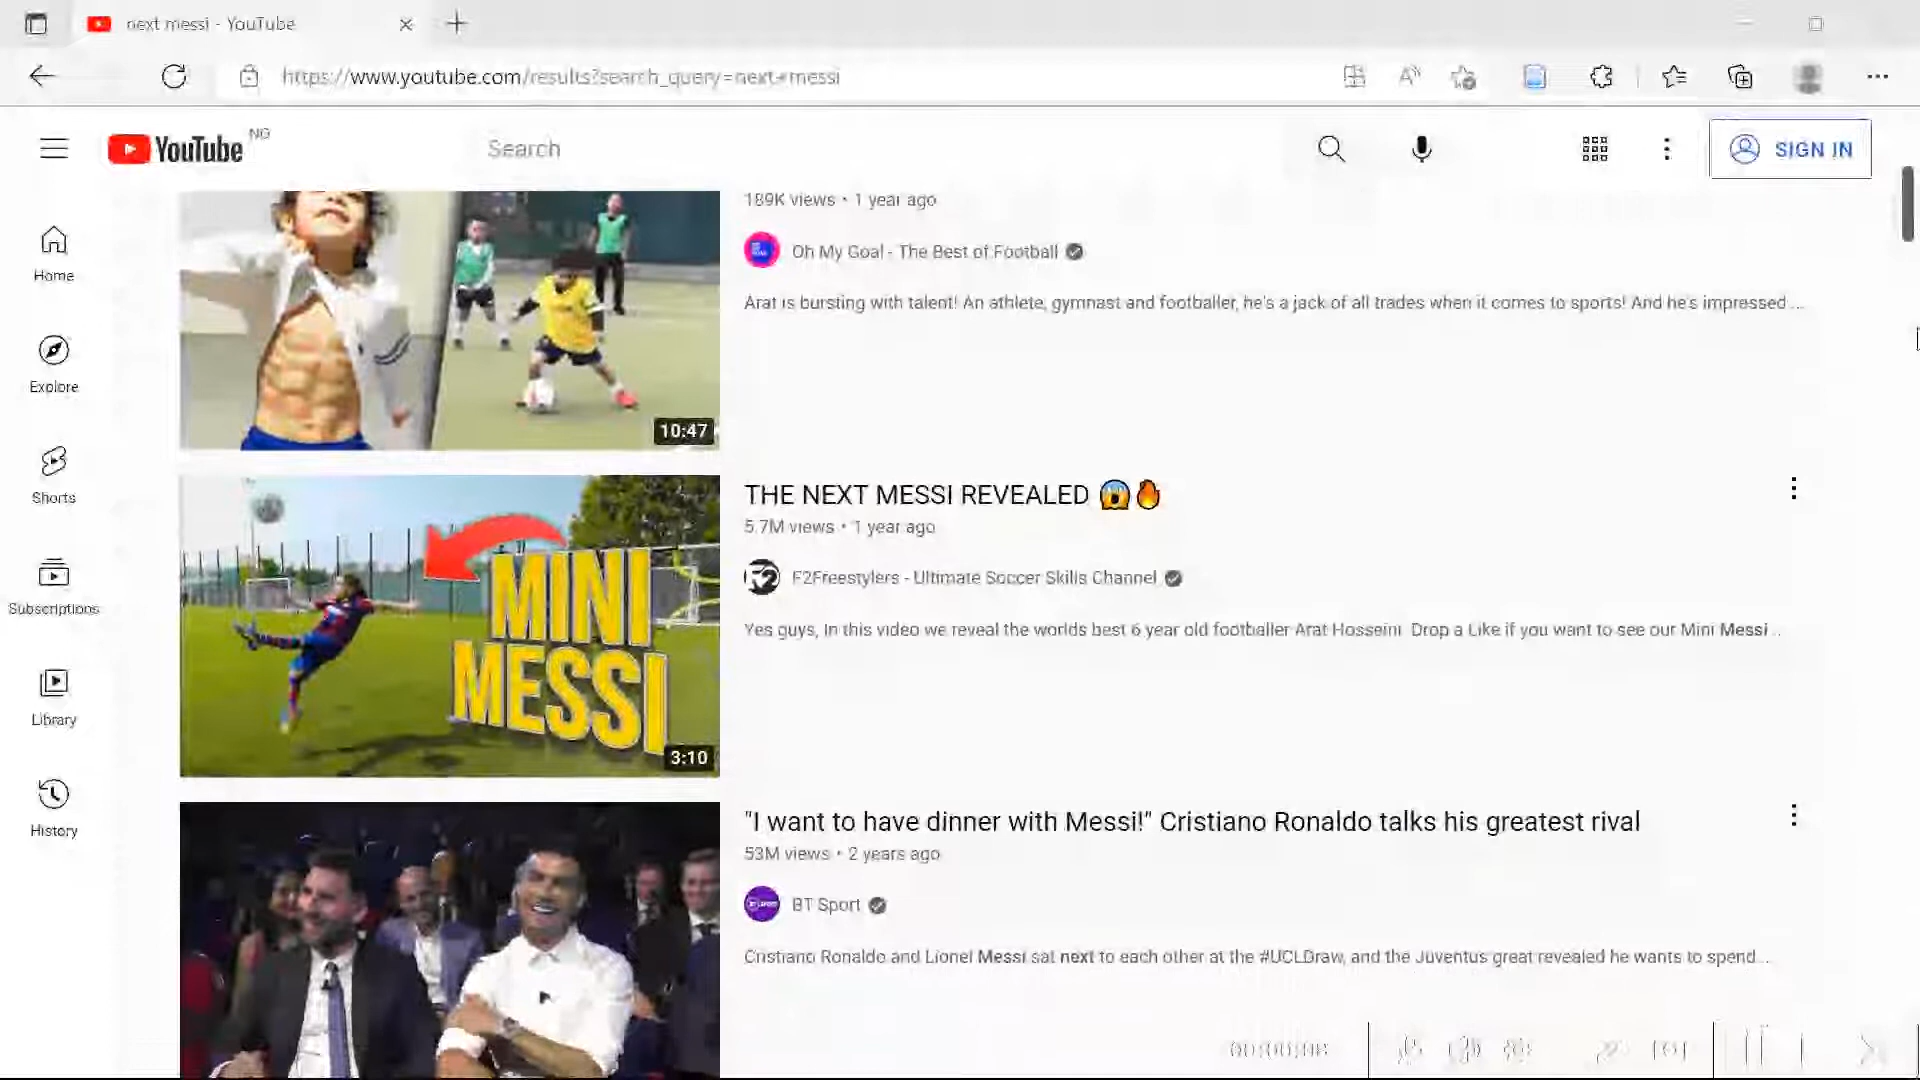 next messi - YouTube
https://www.youtube.com/results?search_query=next+messi
YouTube NG
Search
SIGN IN
Home
Explore
Shorts
Subscriptions
Library
History
10:47
189K views • 1 year ago
Oh My Goal - The Best of Football
Arat is bursting with talent! An athlete, gymnast and footballer, he's a jack of all trades when it comes to sports! And he's impressed ...
MINI
MESSI
3:10
THE NEXT MESSI REVEALED 😱🔥
5.7M views • 1 year ago
F2
F2Freestylers - Ultimate Soccer Skills Channel
Yes guys, In this video we reveal the worlds best 6 year old footballer Arat Hosseini. Drop a Like if you want to see our Mini Messi ...
"I want to have dinner with Messi!" Cristiano Ronaldo talks his greatest rival
53M views • 2 years ago
BT Sport
Cristiano Ronaldo and Lionel Messi sat next to each other at the #UCLDraw, and the Juventus great revealed he wants to spend...